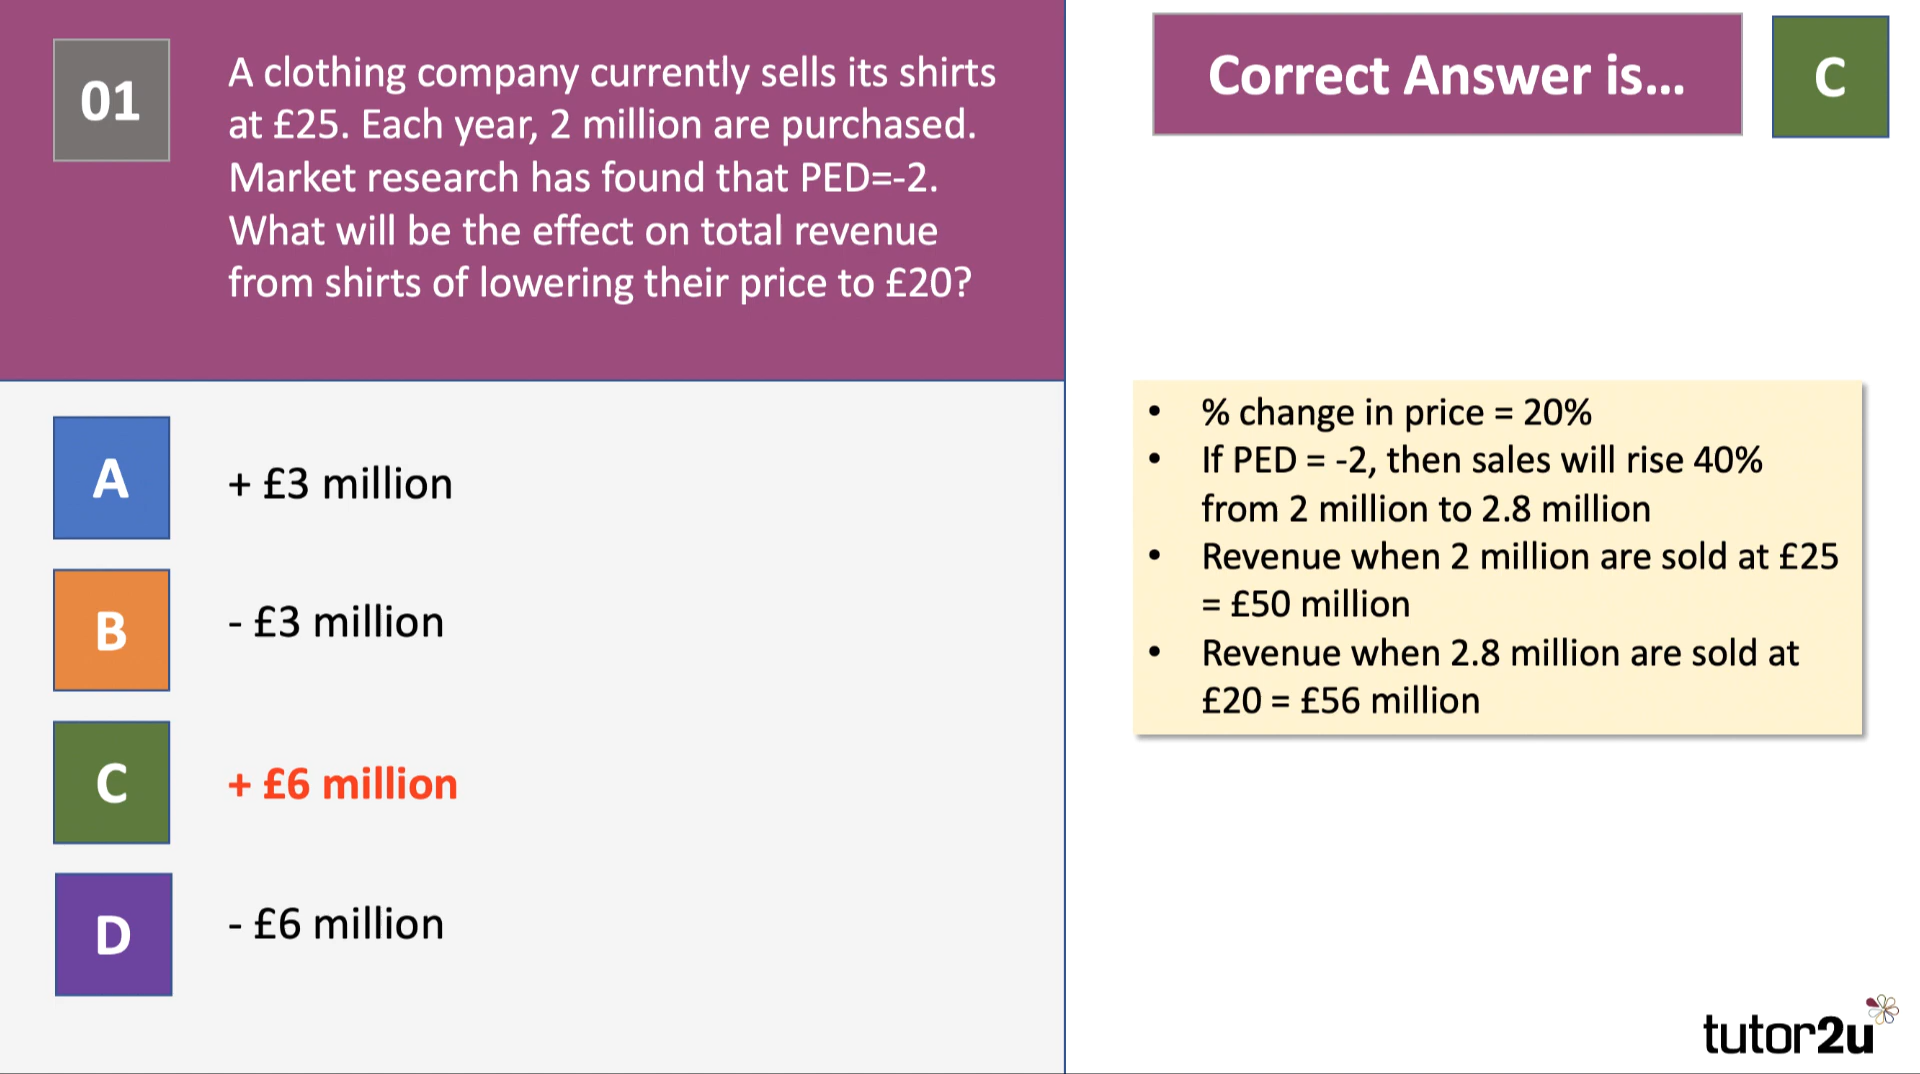 01
A clothing company currently sells its shirts
at £25. Each year, 2 million are purchased.
Market research has found that PED=-2.
What will be the effect on total revenue
from shirts of lowering their price to £20?
A
+ £3 million
B
- £3 million
C
+ £6 million
D
- £6 million
Correct Answer is...
C
• % change in price = 20%
• If PED = -2, then sales will rise 40%
from 2 million to 2.8 million
• Revenue when 2 million are sold at £25
= £50 million
• Revenue when 2.8 million are sold at
£20 = £56 million
tutor2u